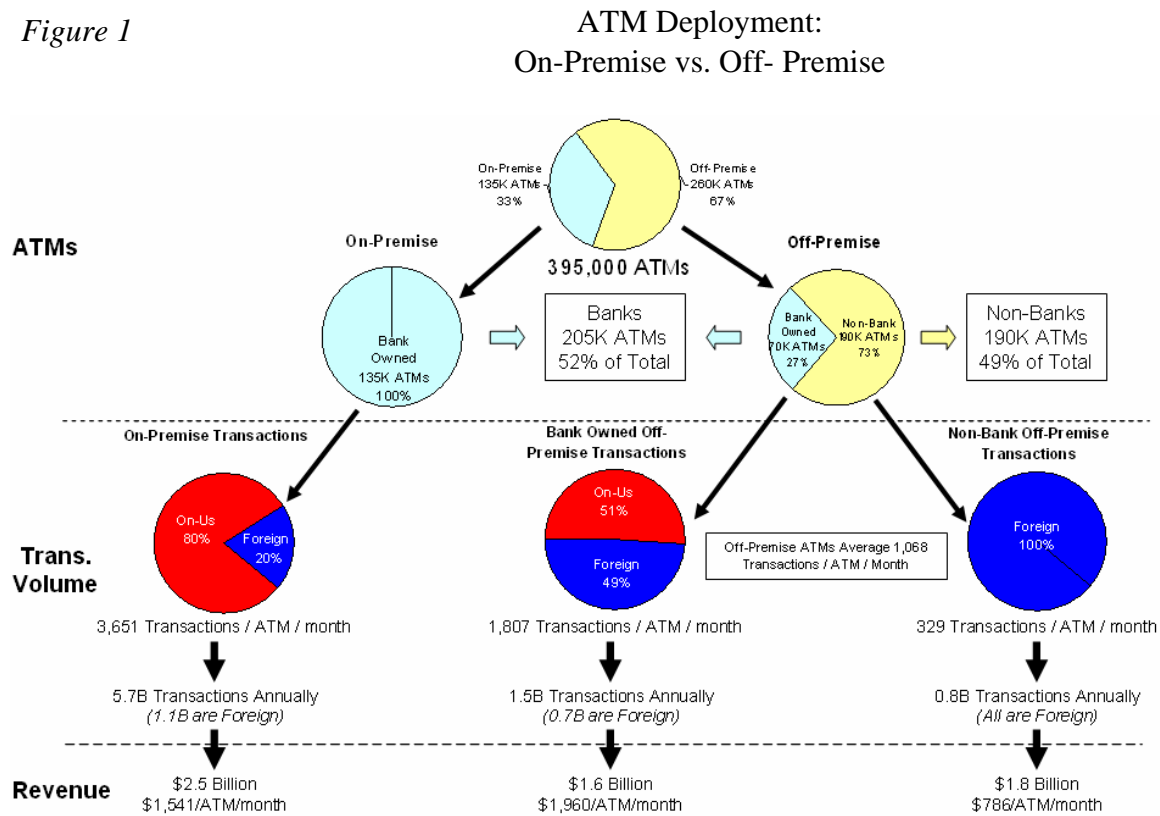 Figure 1
ATM Deployment:
On-Premise vs. Off- Premise
On-Premise
135K ATMs
33%
Off-Premise
260K ATMs
67%
ATMs
On-Premise
395,000 ATMs
Off-Premise
Bank
Owned
135K ATMs
100%
Banks
205K ATMs
52% of Total
Bank
Owned
70K ATMs
27%
Non-Bank
190K ATMs
73%
Non-Banks
190K ATMs
49% of Total
On-Premise Transactions
Bank Owned Off-
Premise Transactions
Non-Bank Off-Premise
Transactions
Trans.
Volume
On-Us
80%
Foreign
20%
On-Us
51%
Foreign
49%
Off-Premise ATMs Average 1,068
Transactions / ATM / Month
Foreign
100%
3,651 Transactions / ATM / month
1,807 Transactions / ATM / month
329 Transactions / ATM / month
5.7B Transactions Annually
(1.1B are Foreign)
1.5B Transactions Annually
(0.7B are Foreign)
0.8B Transactions Annually
(All are Foreign)
Revenue
$2.5 Billion
$1,541/ATM/month
$1.6 Billion
$1,960/ATM/month
$1.8 Billion
$786/ATM/month